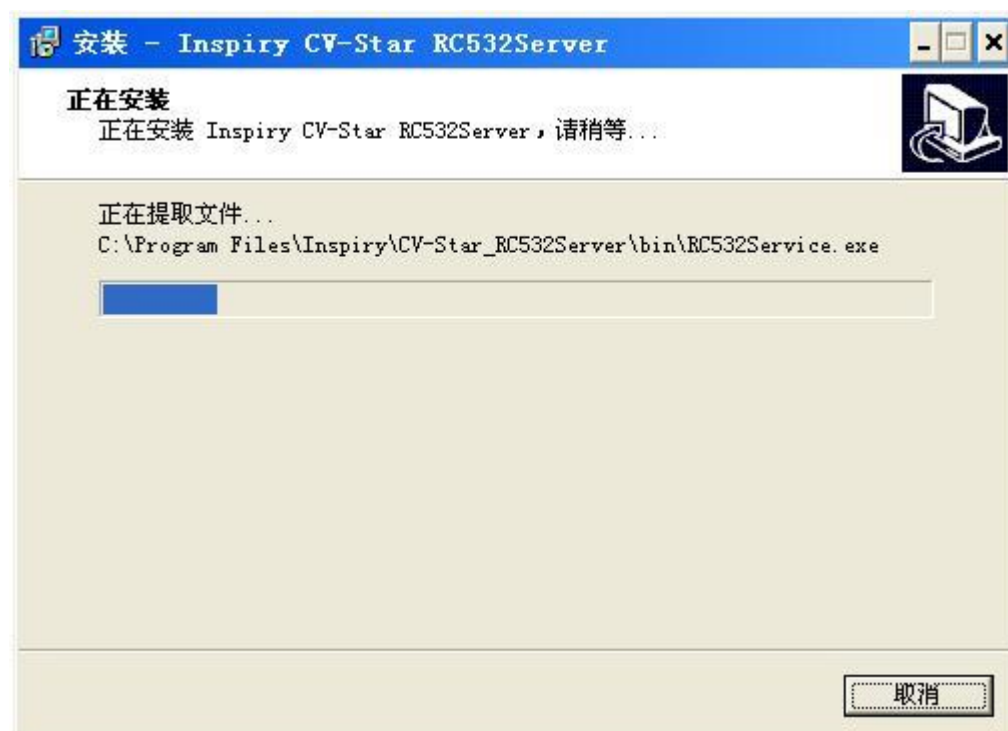 安装 - Inspiry CV-Star RC532Server
正在安装
正在安装 Inspiry CV-Star RC532Server，请稍等...
正在提取文件...
C:\Program Files\Inspiry\CV-Star_RC532Server\bin\RC532Service.exe
取消